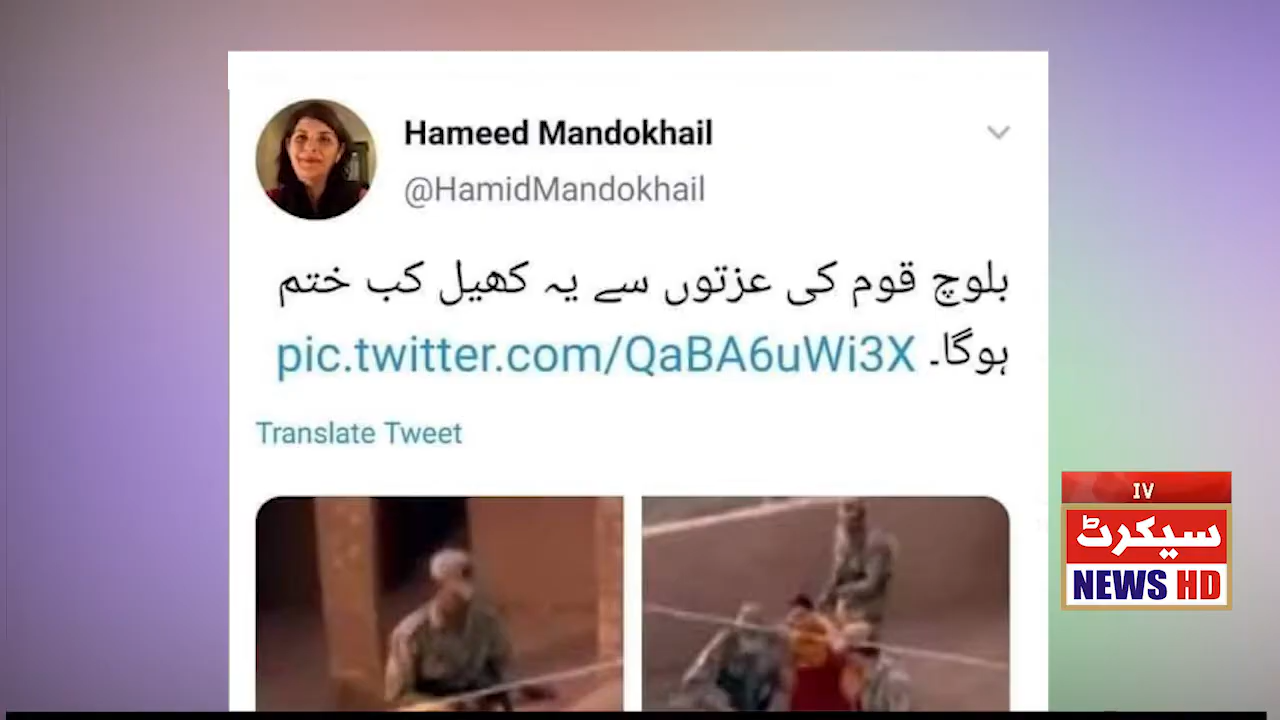 Hameed Mandokhail
@HamidMandokhail
بلوچ قوم کی عزتوں سے یہ کھیل کب ختم
ہوگا۔ pic.twitter.com/QaBA6uWi3X
Translate Tweet
IV
سیکرٹ
NEWS HD